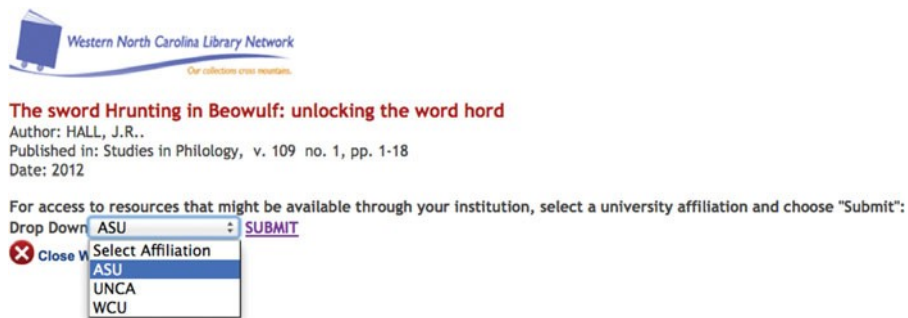 Western North Carolina Library Network
Our collections cross mountains.
The sword Hrunting in Beowulf: unlocking the word hord
Author: HALL, J.R..
Published in: Studies in Philology, v. 109 no. 1, pp. 1-18
Date: 2012
For access to resources that might be available through your institution, select a university affiliation and choose "Submit":
Drop Down ASU SUBMIT
Close W
Select Affiliation
ASU
UNCA
WCU